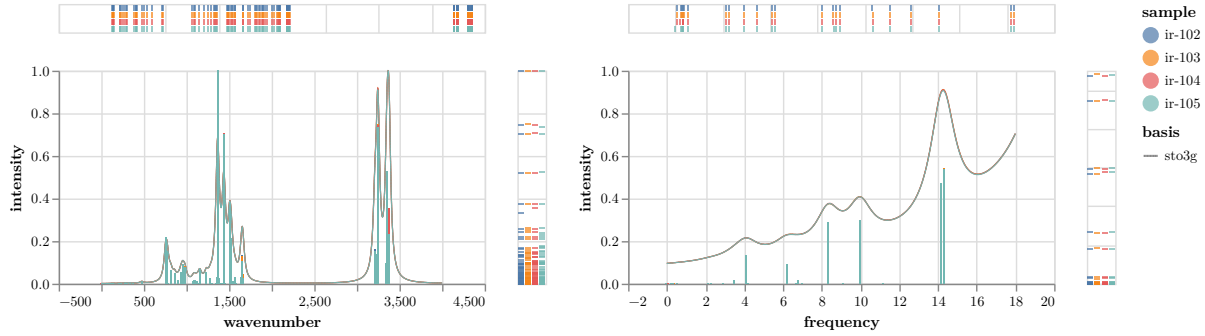 sample
ir-102
ir-103
ir-104
ir-105
basis
sto3g
1.0
0.8
0.6
0.4
0.2
0.0
intensity
−500 500 1,500 2,500 3,500 4,500
wavenumber
1.0
0.8
0.6
0.4
0.2
0.0
intensity
−2 0 2 4 6 8 10 12 14 16 18 20
frequency